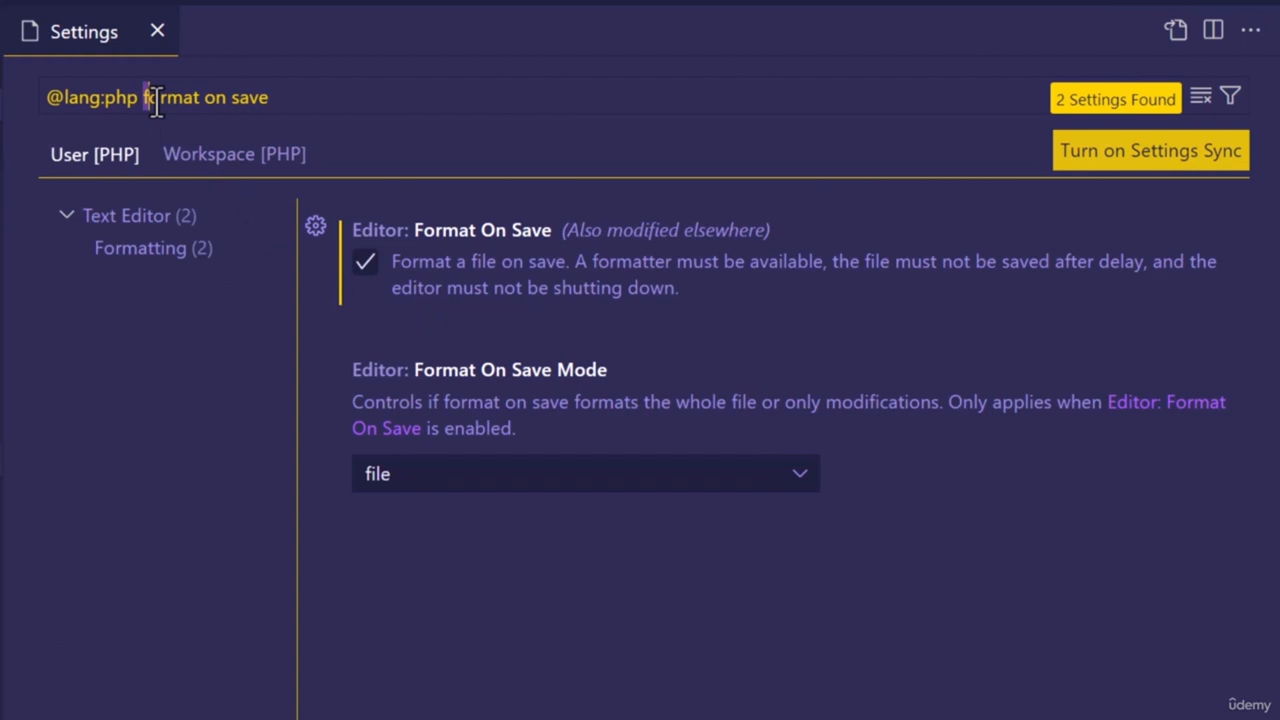 Settings
@lang:php format on save
2 Settings Found
User [PHP] Workspace [PHP]
Turn on Settings Sync
Text Editor (2)
Formatting (2)
Editor: Format On Save (Also modified elsewhere)
Format a file on save. A formatter must be available, the file must not be saved after delay, and the
editor must not be shutting down.
Editor: Format On Save Mode
Controls if format on save formats the whole file or only modifications. Only applies when Editor: Format
On Save is enabled.
file
ûdemy